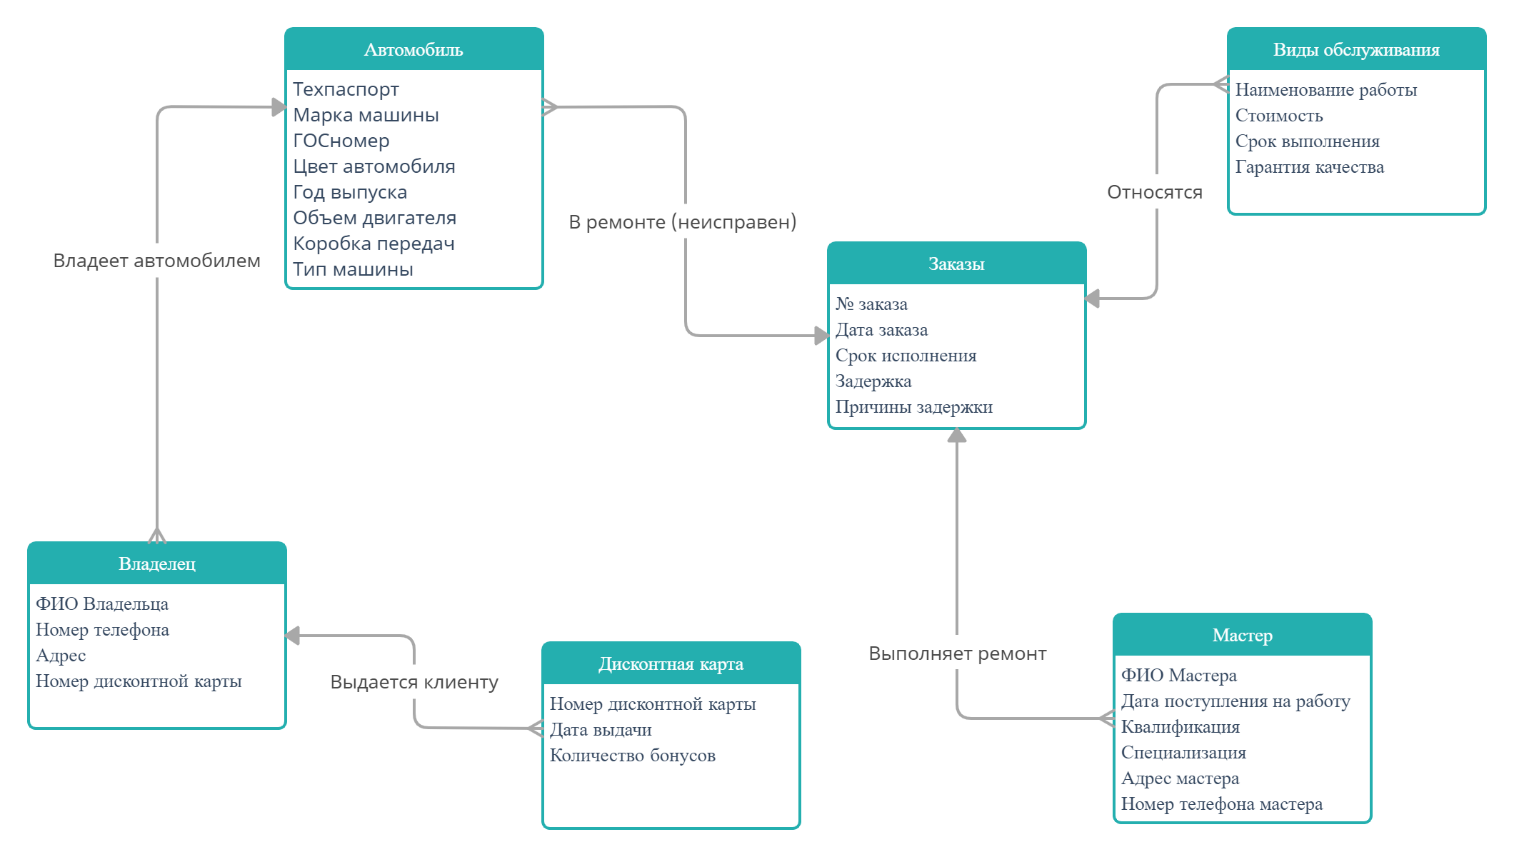 Автомобиль
Техпаспорт
Марка машины
ГОСномер
Цвет автомобиля
Год выпуска
Объем двигателя
Коробка передач
Тип машины
Виды обслуживания
Наименование работы
Стоимость
Срок выполнения
Гарантия качества
Относятся
В ремонте (неисправен)
Владеет автомобилем
Заказы
№ заказа
Дата заказа
Срок исполнения
Задержка
Причины задержки
Владелец
ФИО Владельца
Номер телефона
Адрес
Номер дисконтной карты
Выдается клиенту
Дисконтная карта
Номер дисконтной карты
Дата выдачи
Количество бонусов
Выполняет ремонт
Мастер
ФИО Мастера
Дата поступления на работу
Квалификация
Специализация
Адрес мастера
Номер телефона мастера